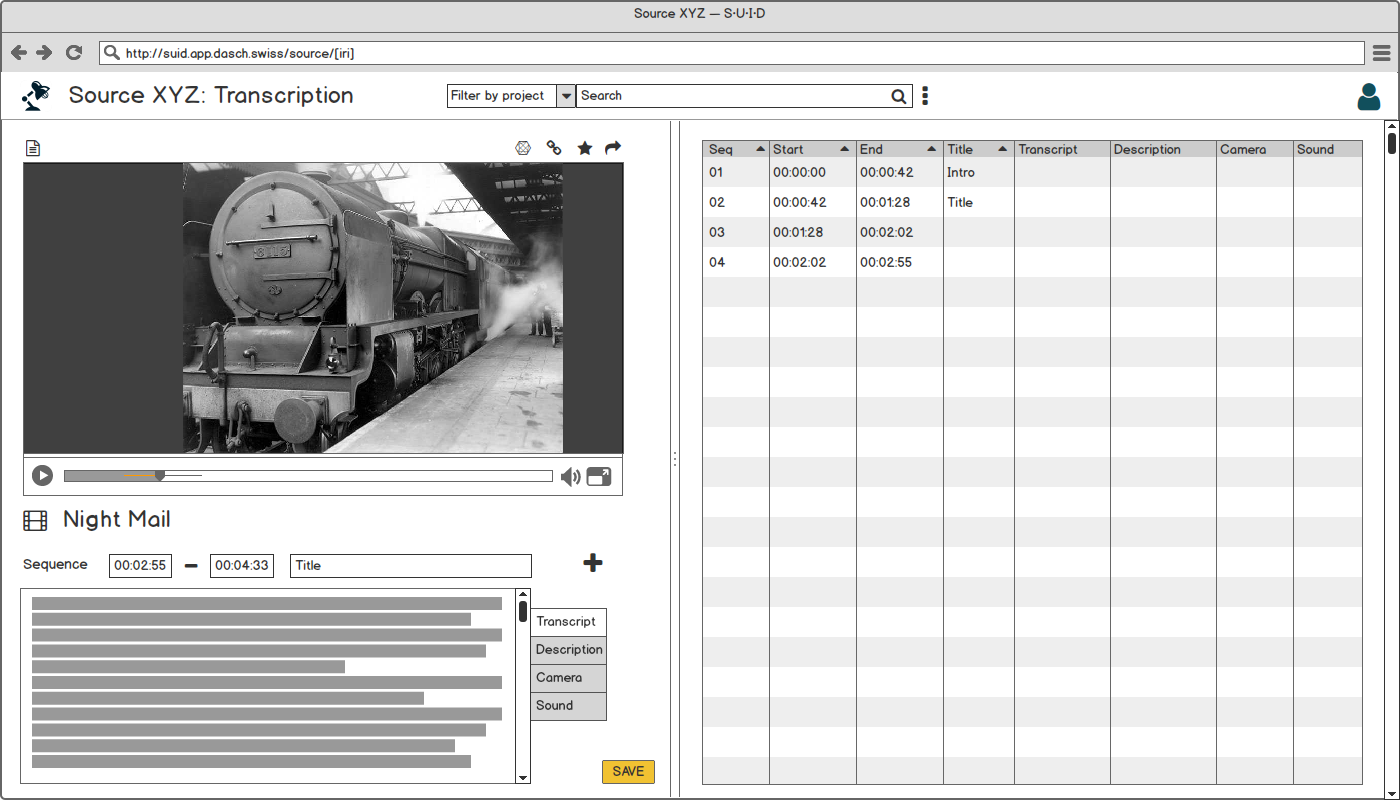 Source XYZ — S·U·I·D
http://suid.app.dasch.swiss/source/[iri]
Source XYZ: Transcription
Filter by project
Search
Night Mail
Sequence 00:02:55 – 00:04:33 Title
Transcript
Description
Camera
Sound
SAVE
Seq Start End Title Transcript Description Camera Sound
01 00:00:00 00:00:42 Intro
02 00:00:42 00:01:28 Title
03 00:01:28 00:02:02
04 00:02:02 00:02:55